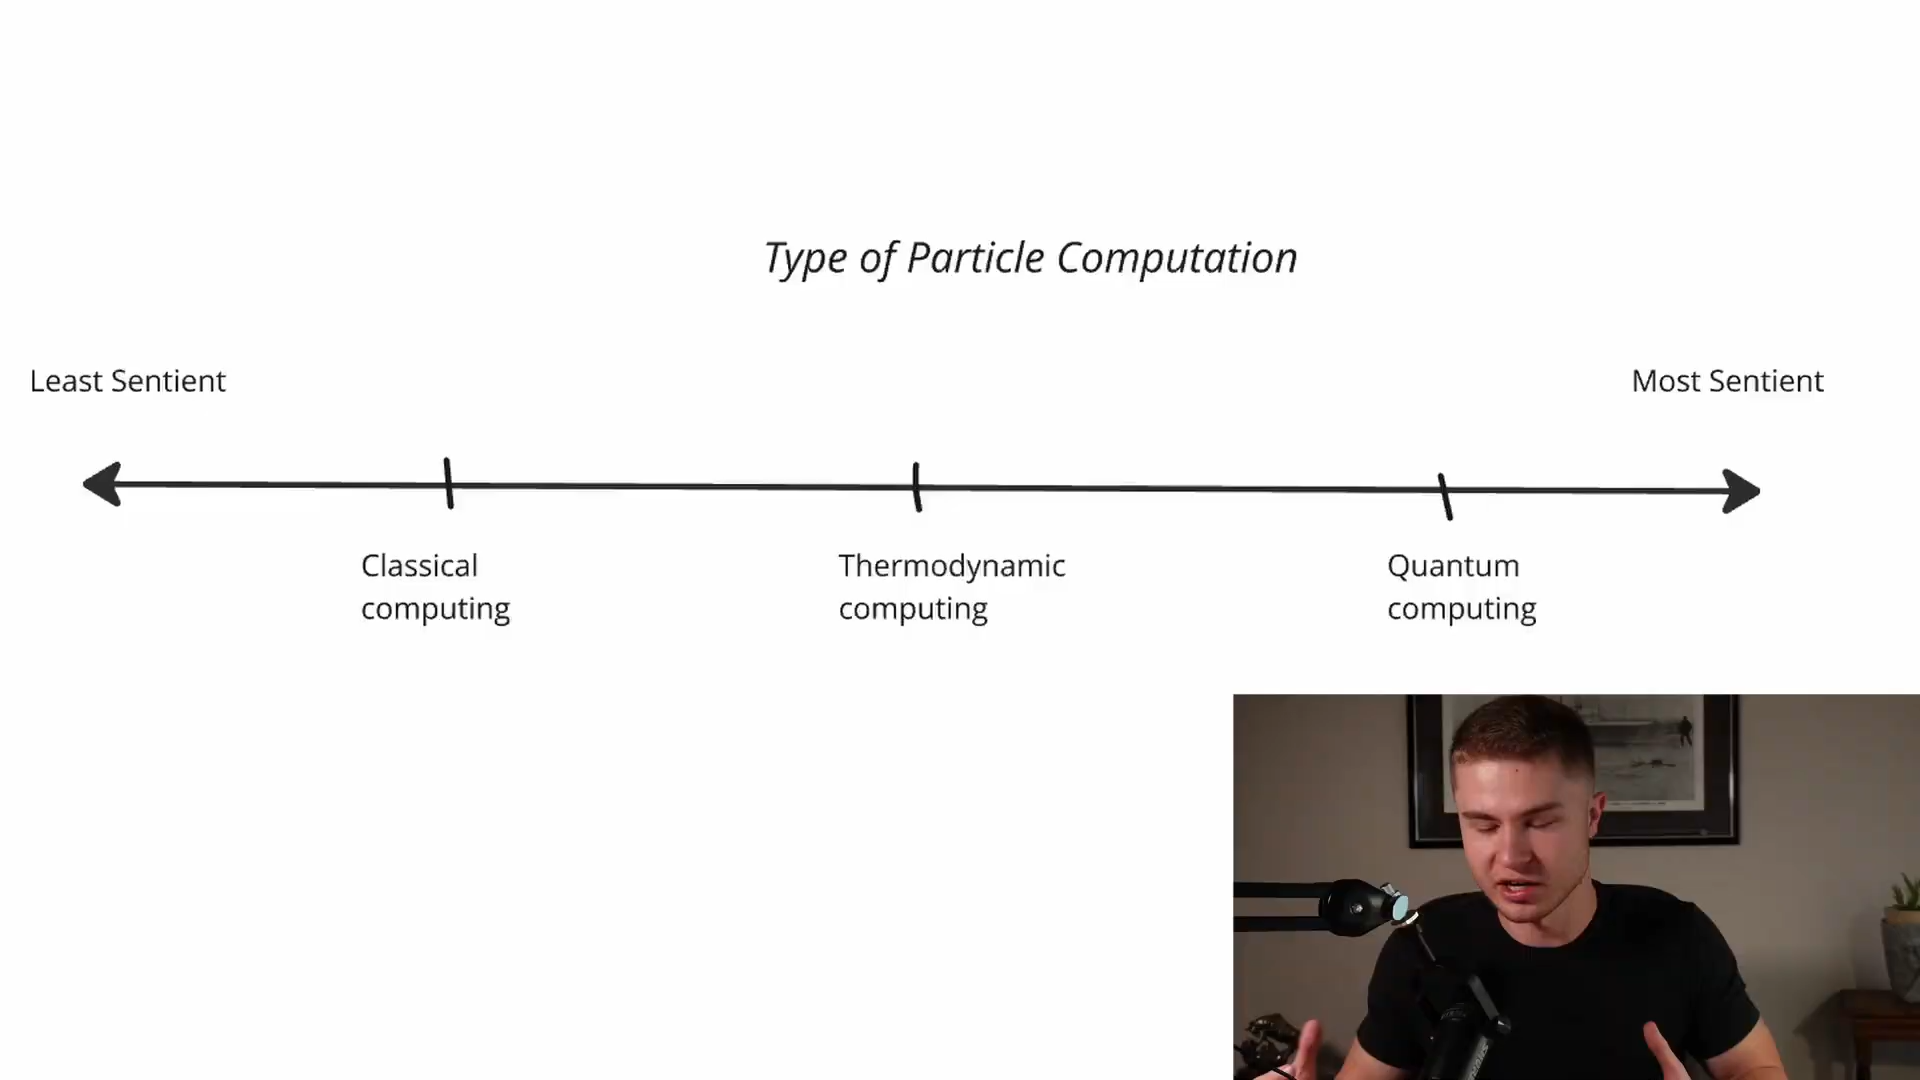 Type of Particle Computation
Least Sentient
Most Sentient
Classical
computing
Thermodynamic
computing
Quantum
computing